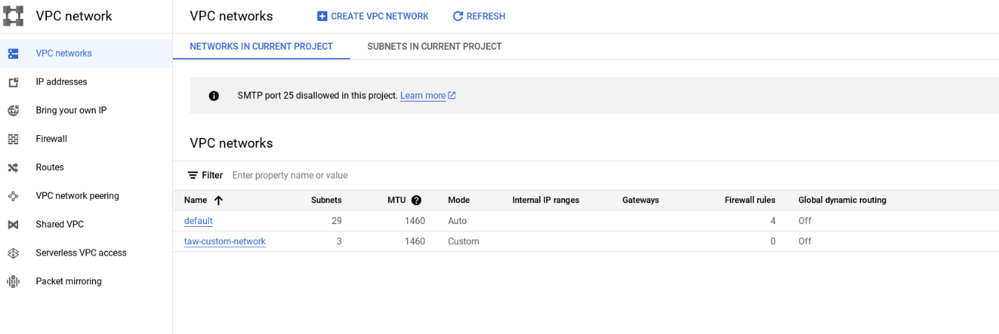 VPC network
VPC networks
CREATE VPC NETWORK
REFRESH
VPC networks
IP addresses
Bring your own IP
Firewall
Routes
VPC network peering
Shared VPC
Serverless VPC access
Packet mirroring
NETWORKS IN CURRENT PROJECT
SUBNETS IN CURRENT PROJECT
SMTP port 25 disallowed in this project. Learn more
VPC networks
Filter Enter property name or value
Name Subnets MTU Mode Internal IP ranges Gateways Firewall rules Global dynamic routing
default 29 1460 Auto 4 Off
taw-custom-network 3 1460 Custom 0 Off